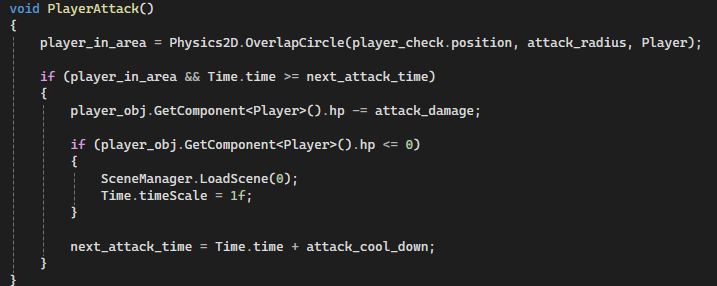 void PlayerAttack()
{
    player_in_area = Physics2D.OverlapCircle(player_check.position, attack_radius, Player);
    if (player_in_area && Time.time >= next_attack_time)
    {
        player_obj.GetComponent<Player>().hp -= attack_damage;
        if (player_obj.GetComponent<Player>().hp <= 0)
        {
            SceneManager.LoadScene(0);
            Time.timeScale = 1f;
        }
        next_attack_time = Time.time + attack_cool_down;
    }
}